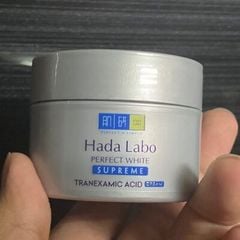 肌研
Hada Labo
PERFECT WHITE
SUPREME
TRANEXAMIC ACID